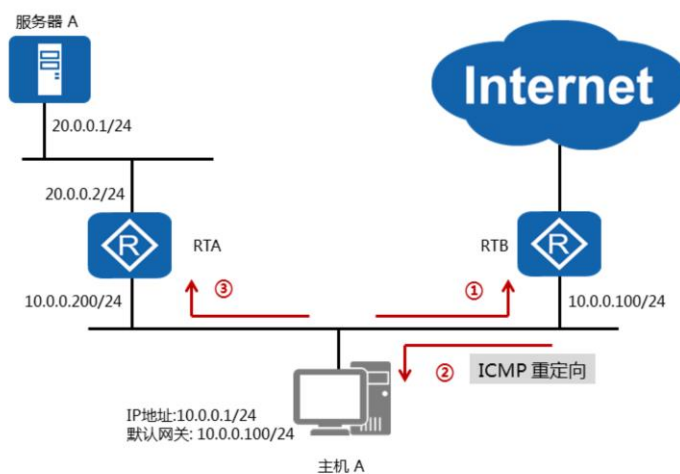 服务器 A
Internet
20.0.0.1/24
20.0.0.2/24
R
RTA
RTB
R
10.0.0.200/24
③
①
10.0.0.100/24
②
ICMP 重定向
IP地址:10.0.0.1/24
默认网关: 10.0.0.100/24
主机 A